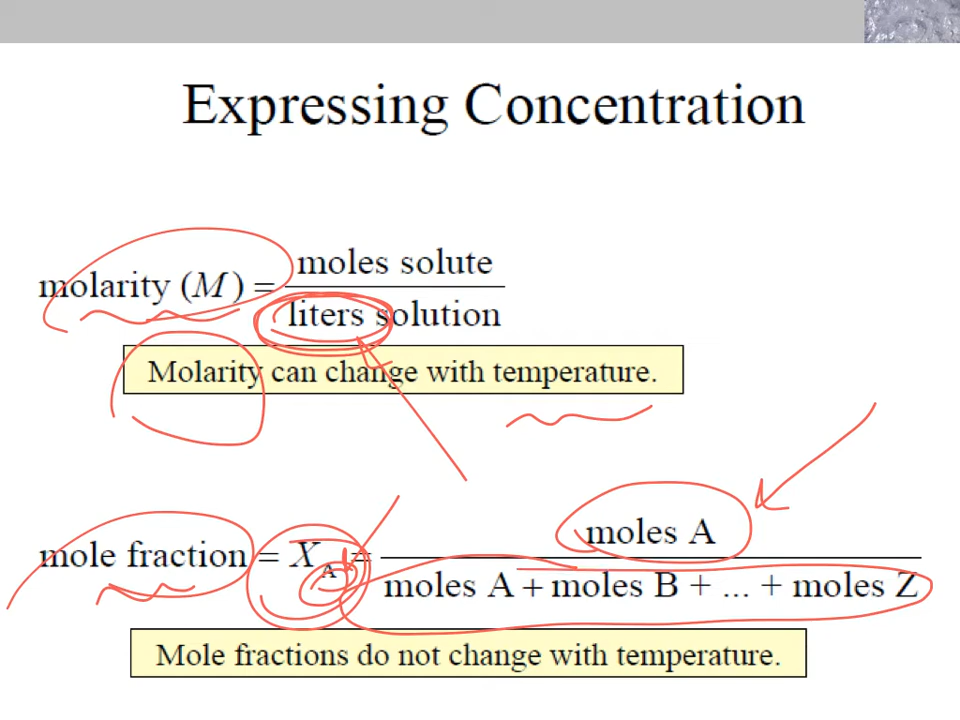 Expressing Concentration
molarity (M) = moles solute / liters solution
Molarity can change with temperature.
mole fraction = X_A = moles A / moles A + moles B + ... + moles Z
Mole fractions do not change with temperature.